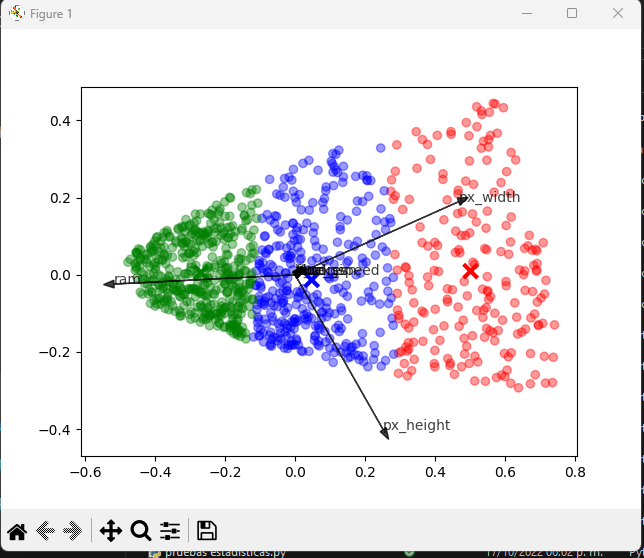 Figure 1
0.4
0.2
0.0
−0.2
−0.4
px_width
speed
ram
px_height
−0.6
−0.4
−0.2
0.0
0.2
0.4
0.6
0.8
pruebas estadisticas.py
17/10/2022 06:02 p. m.